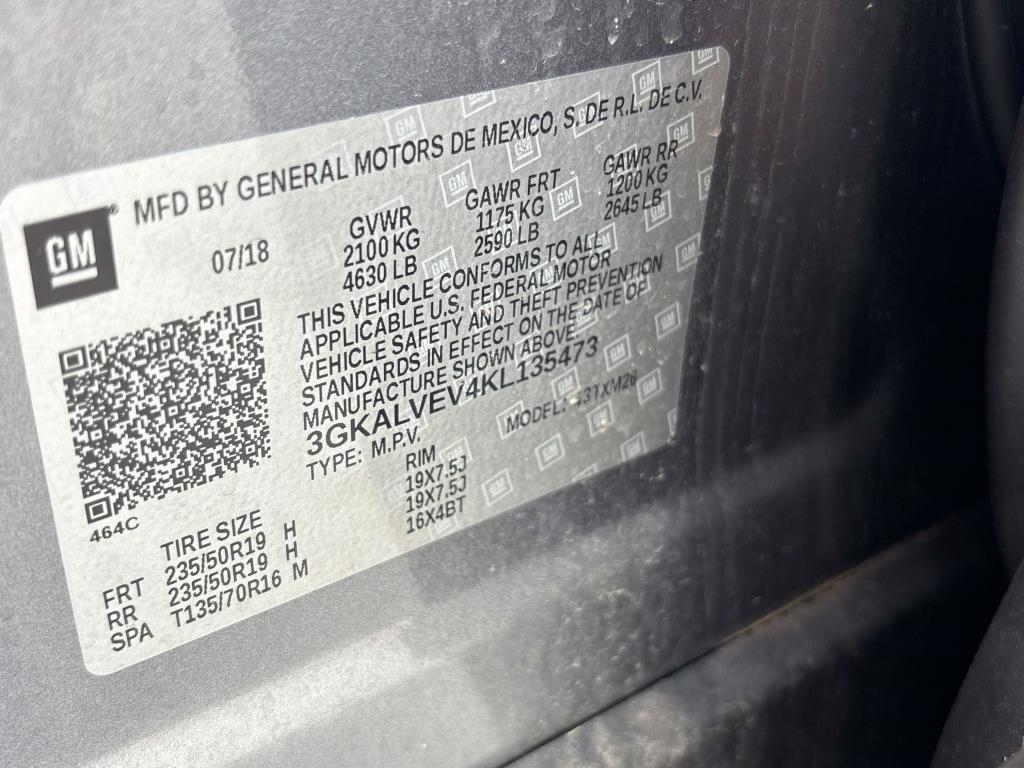 MFD BY GENERAL MOTORS DE MEXICO, S. DE R.L. DE C.V.
GM
07/18
GVWR GAWR FRT GAWR RR
2100 KG 1175 KG 1200 KG
4630 LB 2590 LB 2645 LB
THIS VEHICLE CONFORMS TO ALL
APPLICABLE U.S. FEDERAL MOTOR
VEHICLE SAFETY AND THEFT PREVENTION
STANDARDS IN EFFECT ON THE DATE OF
MANUFACTURE SHOWN ABOVE.
3GKALVEV4KL135473
TYPE: M.P.V. MODEL:
464C
TIRE SIZE RIM
FRT 235/50R19 H 19X7.5J
RR 235/50R19 H 19X7.5J
SPA T135/70R16 M 16X4BT